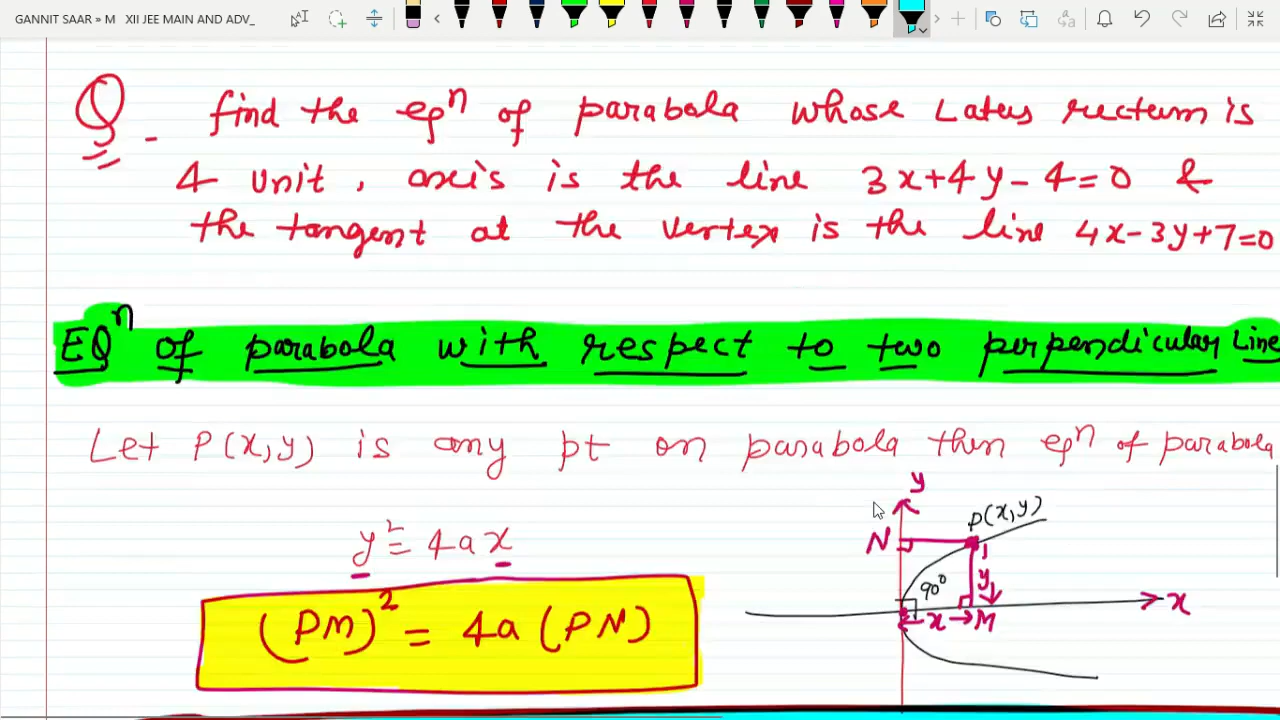 GANNIT SAAR » M XII JEE MAIN AND ADV_
Q. find the eqⁿ of parabola whose Latus rectum is
4 unit, axis is the line 3x+4y-4=0 &
the tangent at the vertex is the line 4x-3y+7=0
EQⁿ of parabola with respect to two perpendicular Line
Let P(x,y) is any pt on parabola then eqⁿ of parabola
y² = 4a x
(PM)² = 4a (PN)
y
P(x,y)
N
90°
y
x
M
x